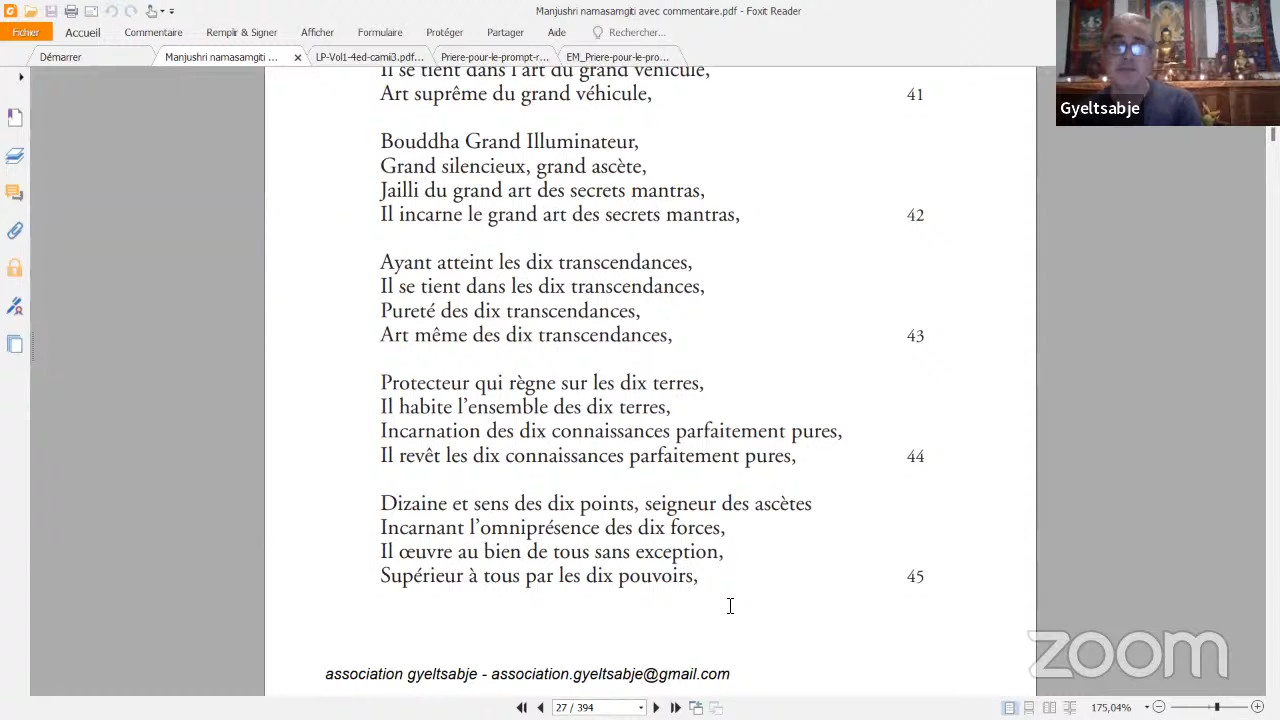 Manjushri namasamgiti avec commentaire.pdf - Foxit Reader
Fichier Accueil Commentaire Remplir & Signer Afficher Formulaire Protéger Partager Aide Rechercher...
Démarrer Manjushri namasamgiti ... LP-Vol1-4ed-cami3.pdf... Priere-pour-le-prompt-r... EM_Priere-pour-le-pro...
Gyeltsabje
Il se tient dans l'art du grand véhicule,
Art suprême du grand véhicule, 41
Bouddha Grand Illuminateur,
Grand silencieux, grand ascète,
Jailli du grand art des secrets mantras,
Il incarne le grand art des secrets mantras, 42
Ayant atteint les dix transcendances,
Il se tient dans les dix transcendances,
Pureté des dix transcendances,
Art même des dix transcendances, 43
Protecteur qui règne sur les dix terres,
Il habite l'ensemble des dix terres,
Incarnation des dix connaissances parfaitement pures,
Il revêt les dix connaissances parfaitement pures, 44
Dizaine et sens des dix points, seigneur des ascètes
Incarnant l'omniprésence des dix forces,
Il œuvre au bien de tous sans exception,
Supérieur à tous par les dix pouvoirs, 45
association gyeltsabje - association.gyeltsabje@gmail.com
zoom
27 / 394 175,04%